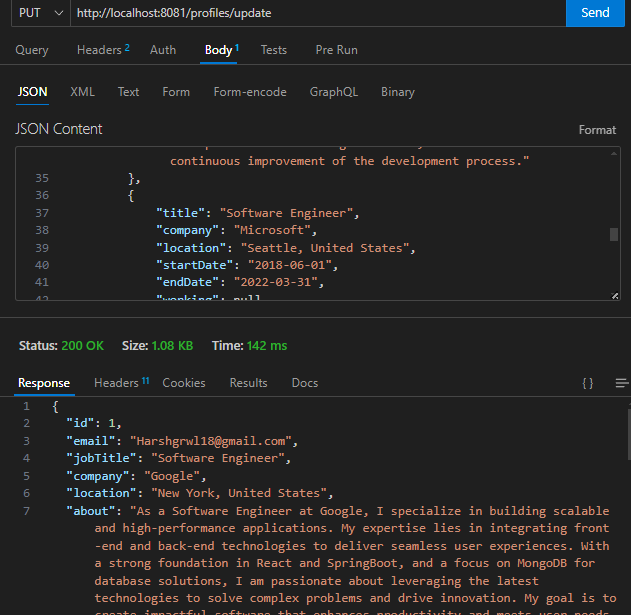 PUT http://localhost:8081/profiles/update Send
Query Headers 2 Auth Body 1 Tests Pre Run
JSON XML Text Form Form-encode GraphQL Binary
JSON Content
Format
continuous improvement of the development process."
35 },
36 {
37 "title": "Software Engineer",
38 "company": "Microsoft",
39 "location": "Seattle, United States",
40 "startDate": "2018-06-01",
41 "endDate": "2022-03-31",
42 "working": null
Status: 200 OK Size: 1.08 KB Time: 142 ms
Response Headers 11 Cookies Results Docs { }
1 {
2 "id": 1,
3 "email": "Harshgrwl18@gmail.com",
4 "jobTitle": "Software Engineer",
5 "company": "Google",
6 "location": "New York, United States",
7 "about": "As a Software Engineer at Google, I specialize in building scalable
and high-performance applications. My expertise lies in integrating front
-end and back-end technologies to deliver seamless user experiences. With
a strong foundation in React and SpringBoot, and a focus on MongoDB for
database solutions, I am passionate about leveraging the latest
technologies to solve complex problems and drive innovation. My goal is to
create impactful software that enhances productivity and meets user needs